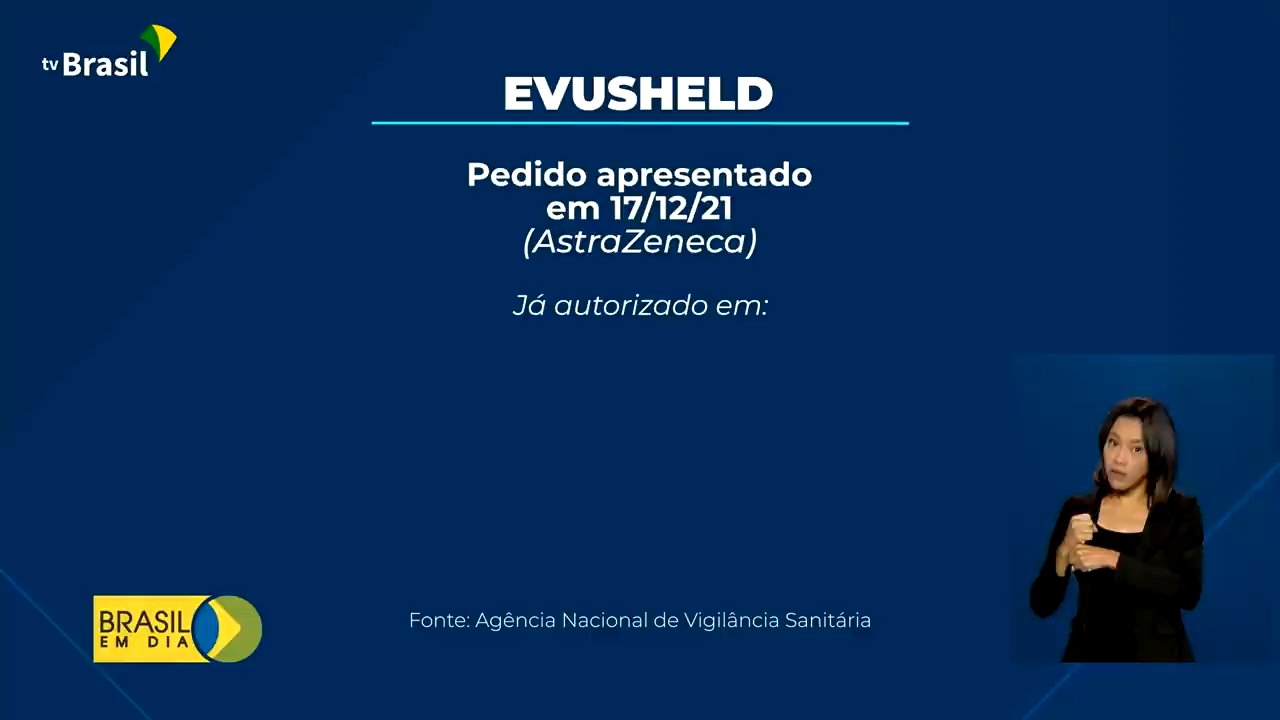 tv Brasil
EVUSHELD
Pedido apresentado
em 17/12/21
(AstraZeneca)
Já autorizado em:
BRASIL
EM DIA
Fonte: Agência Nacional de Vigilância Sanitária